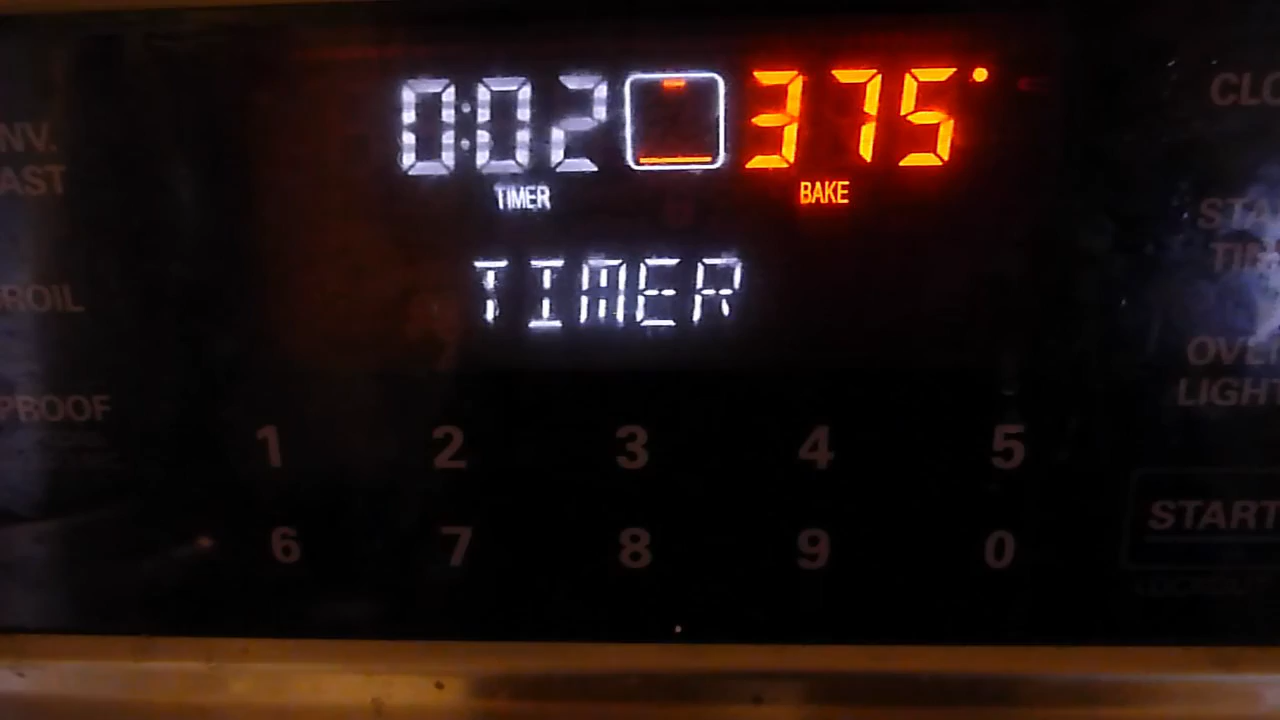 0:02 375°
TIMER BAKE
TIMER
CLO
NV.
AST
STA
TIM
ROIL
OVE
LIGHT
PROOF
1 2 3 4 5
6 7 8 9 0
START